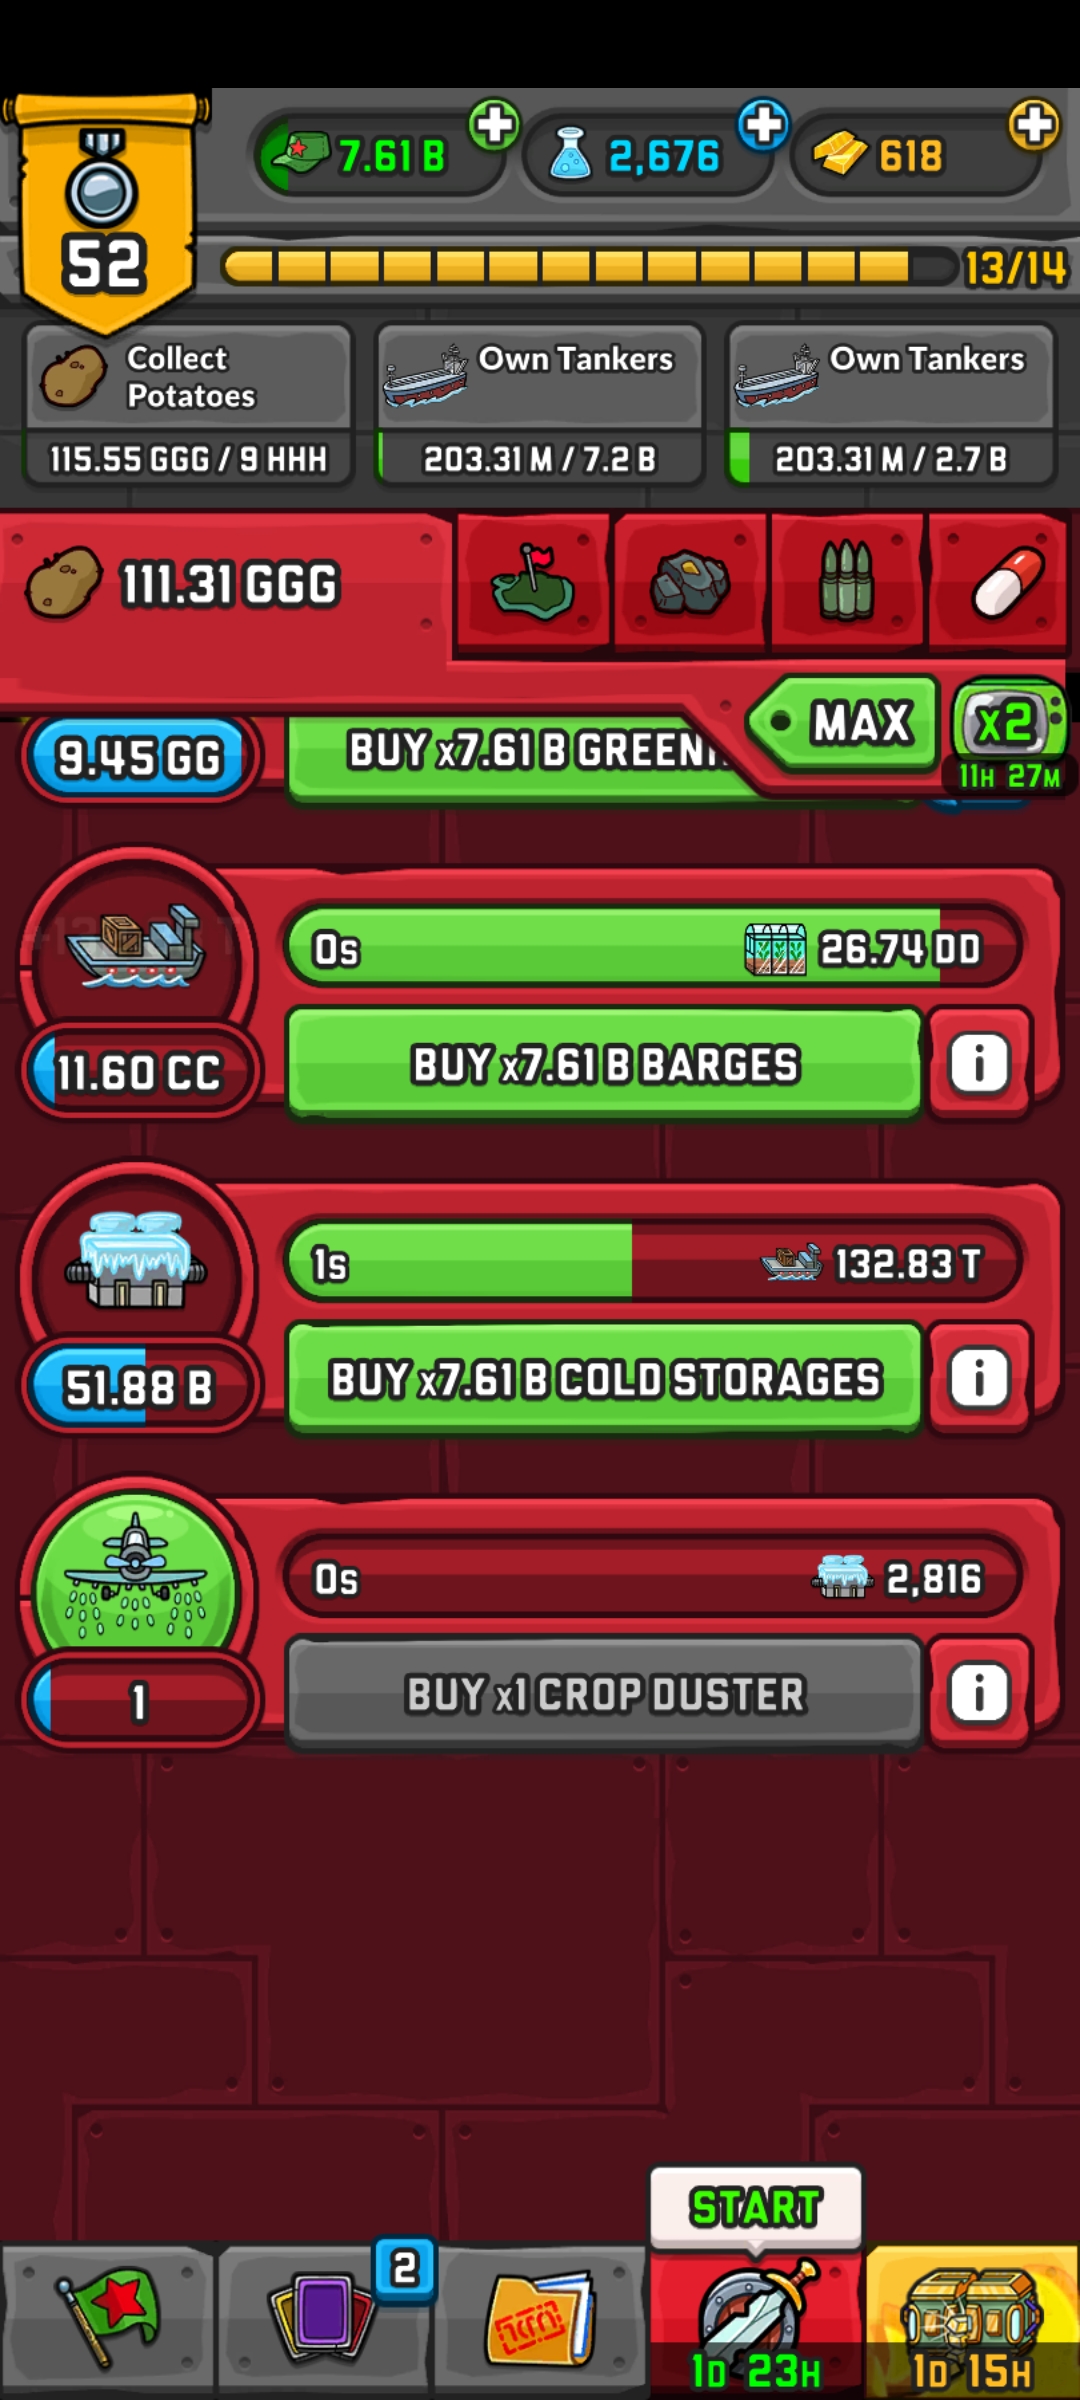 7.61 B
2,676
618
52
13/14
Collect
Potatoes
115.55 GGG / 9 HHH
Own Tankers
203.31 M / 7.2 B
Own Tankers
203.31 M / 2.7 B
111.31 GGG
MAX
x2
11H 27M
9.45 GG
BUY x7.61 B
0s
26.74 DD
11.60 CC
BUY x7.61 B BARGES
1s
132.83 T
51.88 B
BUY x7.61 B COLD STORAGES
0s
2,816
1
BUY x1 CROP DUSTER
START
2
1D 23H
1D 15H